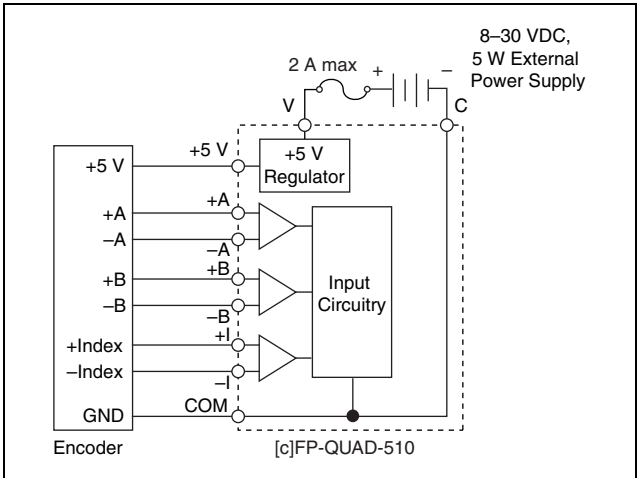 8–30 VDC,
5 W External
Power Supply
2 A max
+
–
V
C
+5 V
+5 V
+5 V
Regulator
+A
+A
–A
–A
+B
+B
–B
–B
Input
Circuitry
+Index
+I
–Index
–I
GND
COM
Encoder
[c]FP-QUAD-510